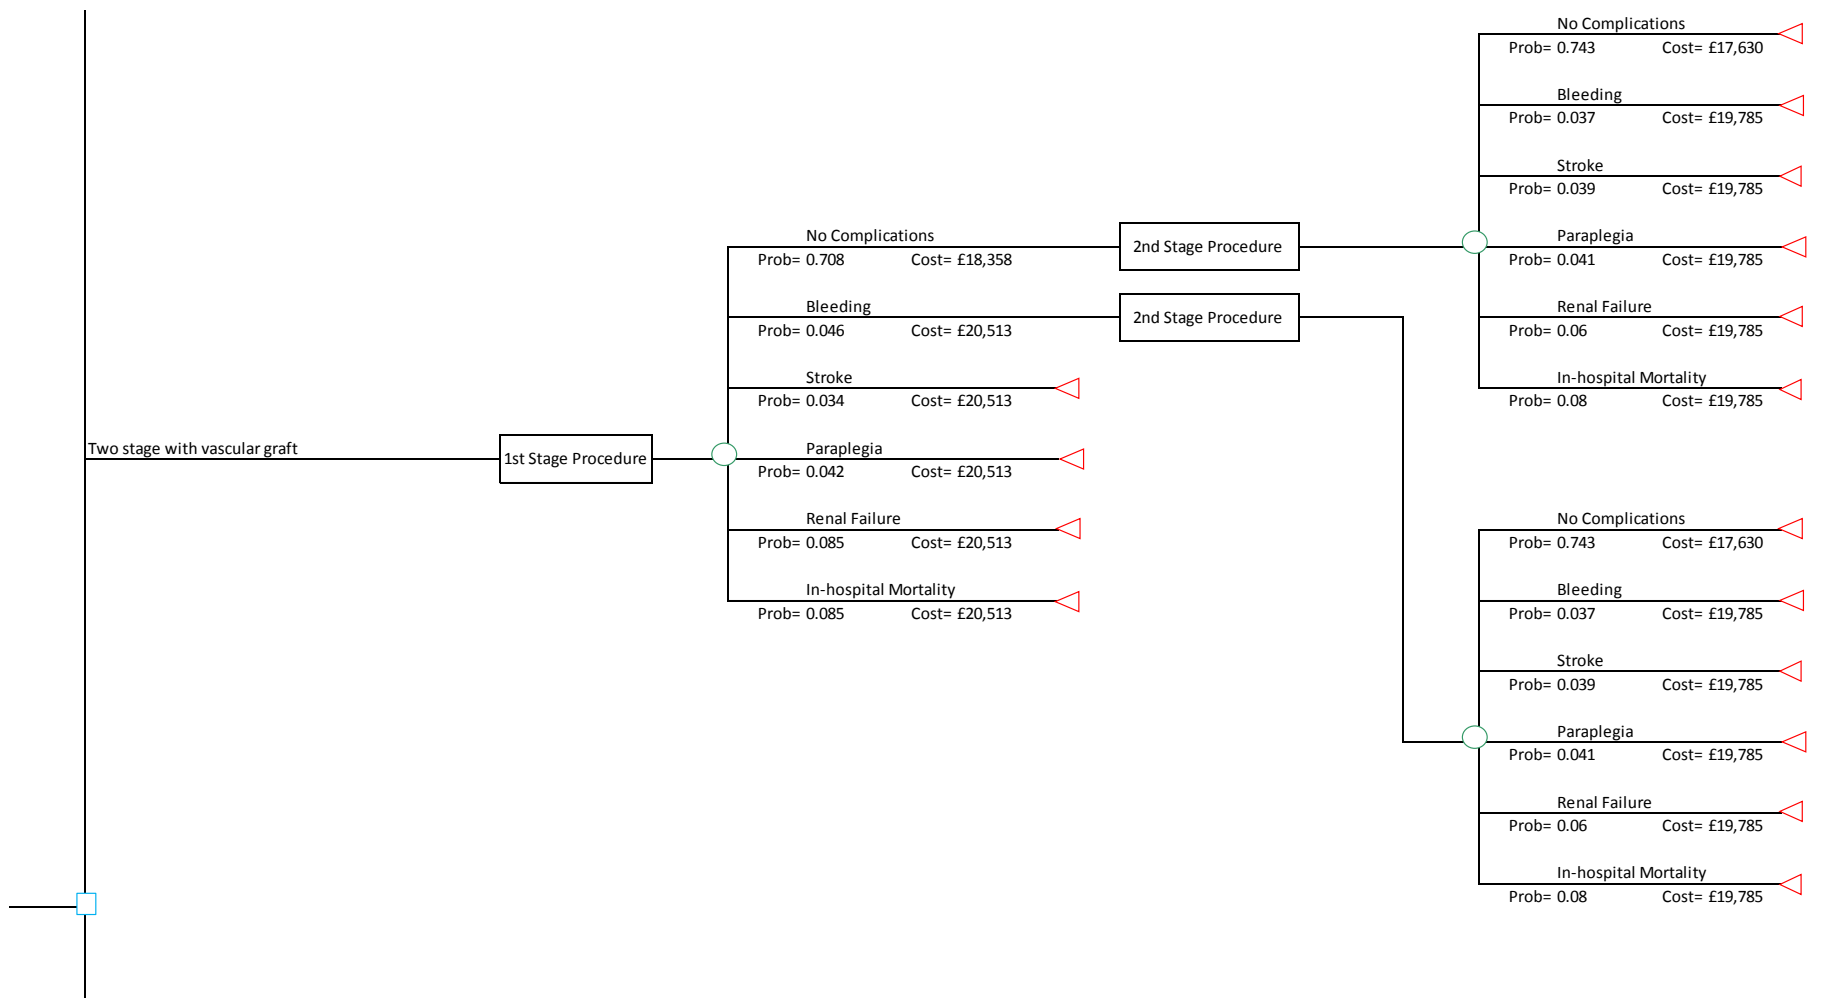 No Complications
Prob= 0.743 Cost= £17,630
Bleeding
Prob= 0.037 Cost= £19,785
Stroke
Prob= 0.039 Cost= £19,785
Paraplegia
Prob= 0.041 Cost= £19,785
Renal Failure
Prob= 0.06 Cost= £19,785
In-hospital Mortality
Prob= 0.08 Cost= £19,785
No Complications
Prob= 0.708 Cost= £18,358
2nd Stage Procedure
Bleeding
Prob= 0.046 Cost= £20,513
2nd Stage Procedure
Stroke
Prob= 0.034 Cost= £20,513
Paraplegia
Prob= 0.042 Cost= £20,513
Renal Failure
Prob= 0.085 Cost= £20,513
In-hospital Mortality
Prob= 0.085 Cost= £20,513
Two stage with vascular graft
1st Stage Procedure
No Complications
Prob= 0.743 Cost= £17,630
Bleeding
Prob= 0.037 Cost= £19,785
Stroke
Prob= 0.039 Cost= £19,785
Paraplegia
Prob= 0.041 Cost= £19,785
Renal Failure
Prob= 0.06 Cost= £19,785
In-hospital Mortality
Prob= 0.08 Cost= £19,785